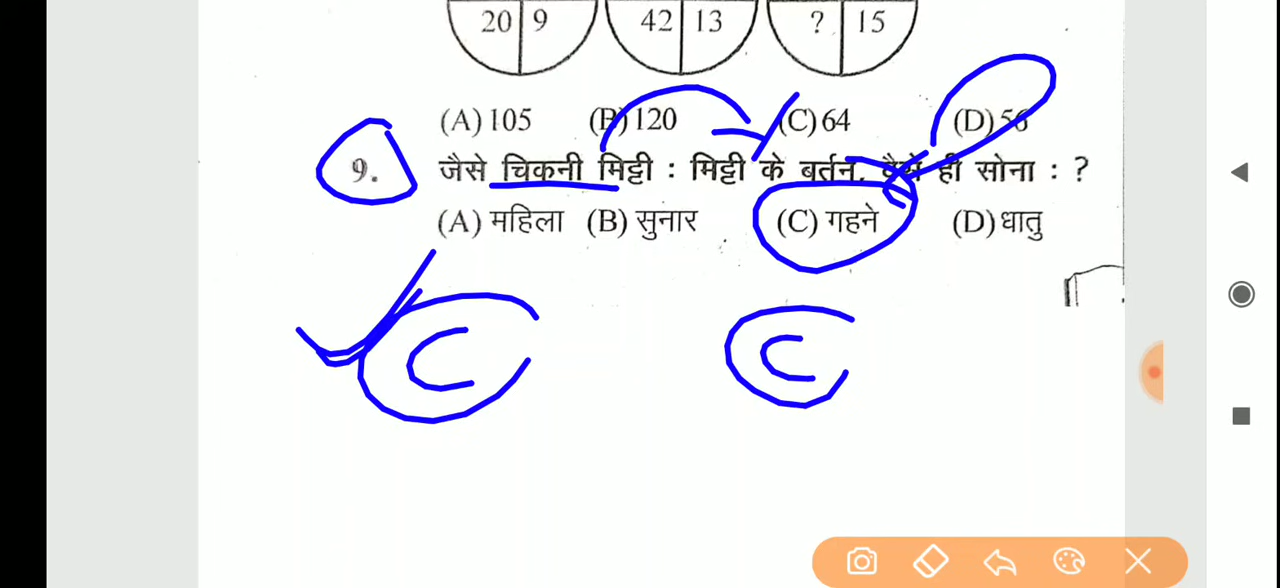 20 9 42 13 ? 15
(A) 105 (B) 120 (C) 64 (D) 56
9. जैसे चिकनी मिट्टी : मिट्टी के बर्तन, वैसे ही सोना : ?
(A) महिला (B) सुनार (C) गहने (D) धातु
C C